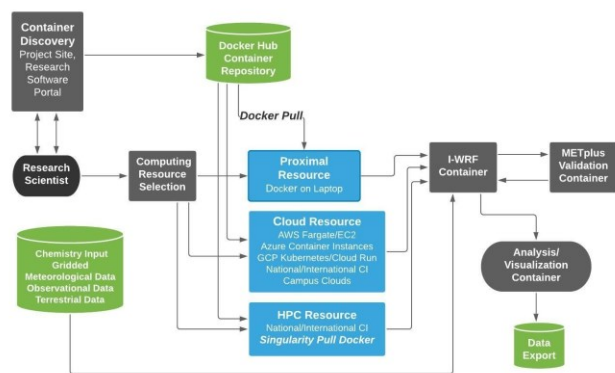 Container
Discovery
Project Site,
Research
Software
Portal
Docker Hub
Container
Repository
Docker Pull
Research
Scientist
Computing
Resource
Selection
Proximal
Resource
Docker on Laptop
I-WRF
Container
METplus
Validation
Container
Cloud Resource
AWS Fargate/EC2
Azure Container Instances
GCP Kubernetes/Cloud Run
National/International CI
Campus Clouds
Chemistry Input
Gridded
Meteorological Data
Observational Data
Terrestrial Data
Analysis/
Visualization
Container
HPC Resource
National/International CI
Singularity Pull Docker
Data
Export